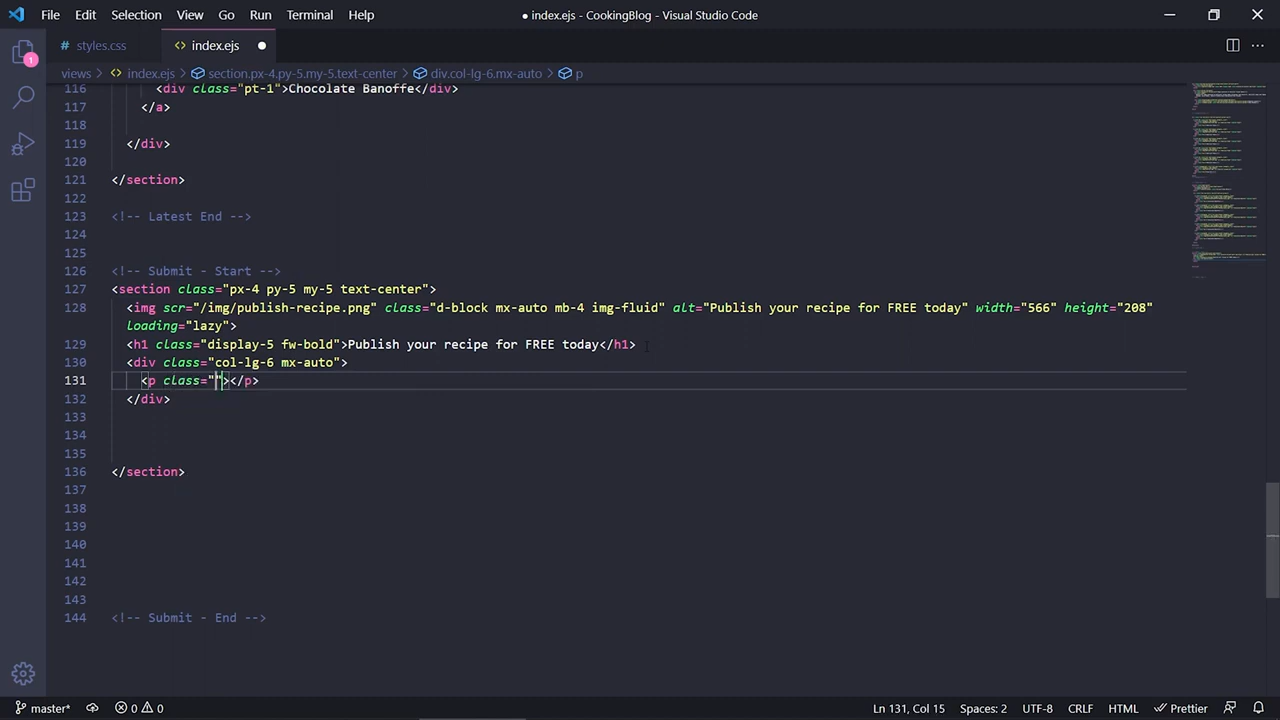 File Edit Selection View Go Run Terminal Help
● index.ejs - CookingBlog - Visual Studio Code
# styles.css
<> index.ejs ●
views > <> index.ejs > section.px-4.py-5.my-5.text-center > div.col-lg-6.mx-auto > p
1
116 <div class="pt-1">Chocolate Banoffe</div>
117 </a>
118
119 </div>
120
121 </section>
122
123 <!-- Latest End -->
124
125
126 <!-- Submit - Start -->
127 <section class="px-4 py-5 my-5 text-center">
128 <img scr="/img/publish-recipe.png" class="d-block mx-auto mb-4 img-fluid" alt="Publish your recipe for FREE today" width="566" height="208"
loading="lazy">
129 <h1 class="display-5 fw-bold">Publish your recipe for FREE today</h1>
130 <div class="col-lg-6 mx-auto">
131 <p class=""></p>
132 </div>
133
134
135
136 </section>
137
138
139
140
141
142
143
144 <!-- Submit - End -->
master* 0 0 Ln 131, Col 15 Spaces: 2 UTF-8 CRLF HTML Prettier